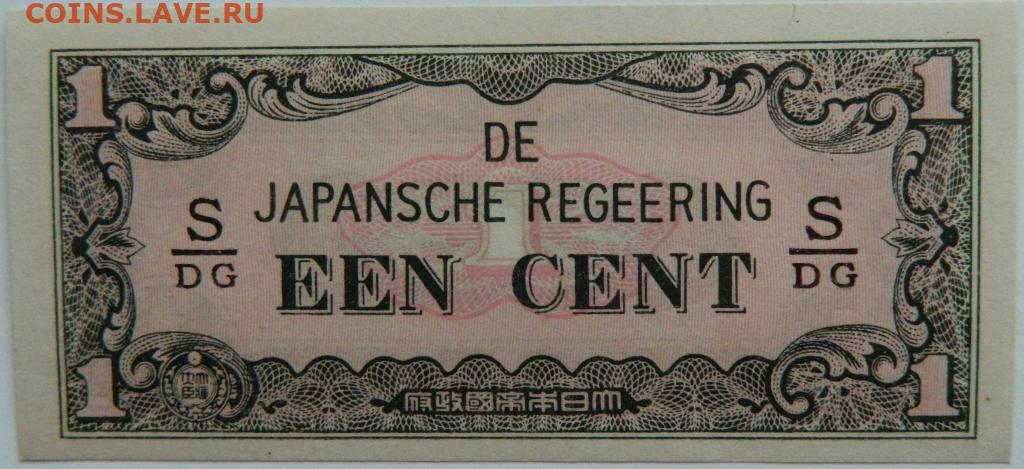 COINS.LAVE.RU
1 1
DE
JAPANSCHE REGEERING
S/DG S/DG
EEN CENT
1 1
府政國帝本日大